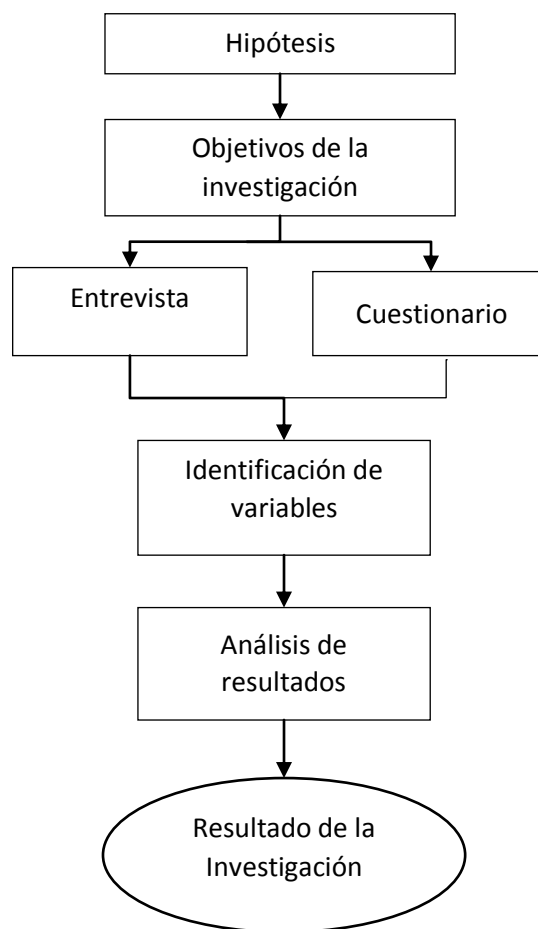 Hipótesis
Objetivos de la
investigación
Entrevista
Cuestionario
Identificación de
variables
Análisis de
resultados
Resultado de la
Investigación